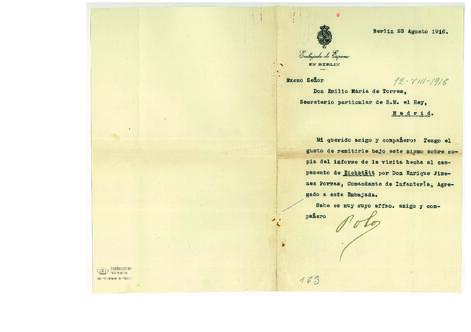 Berlin 23 Agosto 1916.
Embajada de España
EN BERLIN
12-VIII-1916
Excmo Señor
Don Emilio Maria de Torres,
Secretario particular de S.M. el Rey,
Madrid.
Mi querido amigo y compañero: Tengo el
gusto de remitirle bajo este mismo sobre co-
pia del informe de la visita hecha al cam-
pamento de Eichstätt por Don Enrique Jime-
nez Porras, Comandante de Infantería, Agre-
gado a esta Embajada.
Sabe es muy suyo affmo. amigo y com-
pañero
Polo
163